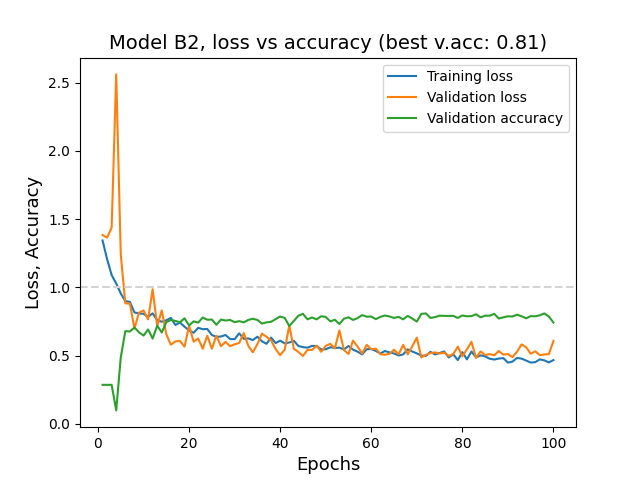 Model B2, loss vs accuracy (best v.acc: 0.81)
Training loss
Validation loss
Validation accuracy
Loss, Accuracy
2.5
2.0
1.5
1.0
0.5
0.0
0 20 40 60 80 100
Epochs